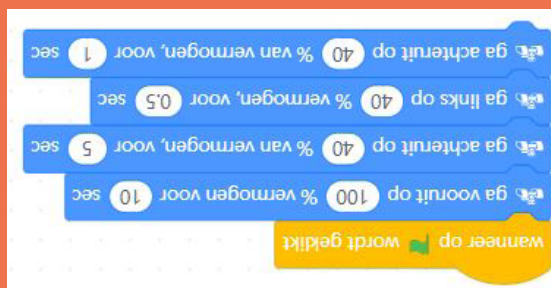 wanneer op wordt geklikt
ga vooruit op 100 % vermogen voor 10 sec
ga achteruit op 40 % van vermogen, voor 5 sec
ga links op 40 % vermogen, voor 0.5 sec
ga achteruit op 40 % van vermogen, voor 1 sec